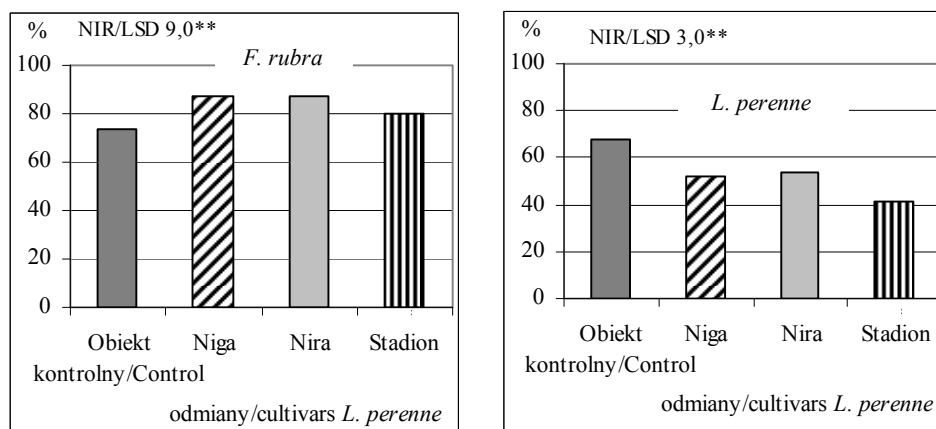 % NIR/LSD 9,0**
F. rubra
100
80
60
40
20
0
Obiekt Niga Nira Stadion
kontrolny/Control
odmiany/cultivars L. perenne
% NIR/LSD 3,0**
L. perenne
100
80
60
40
20
0
Obiekt Niga Nira Stadion
kontrolny/Control
odmiany/cultivars L. perenne